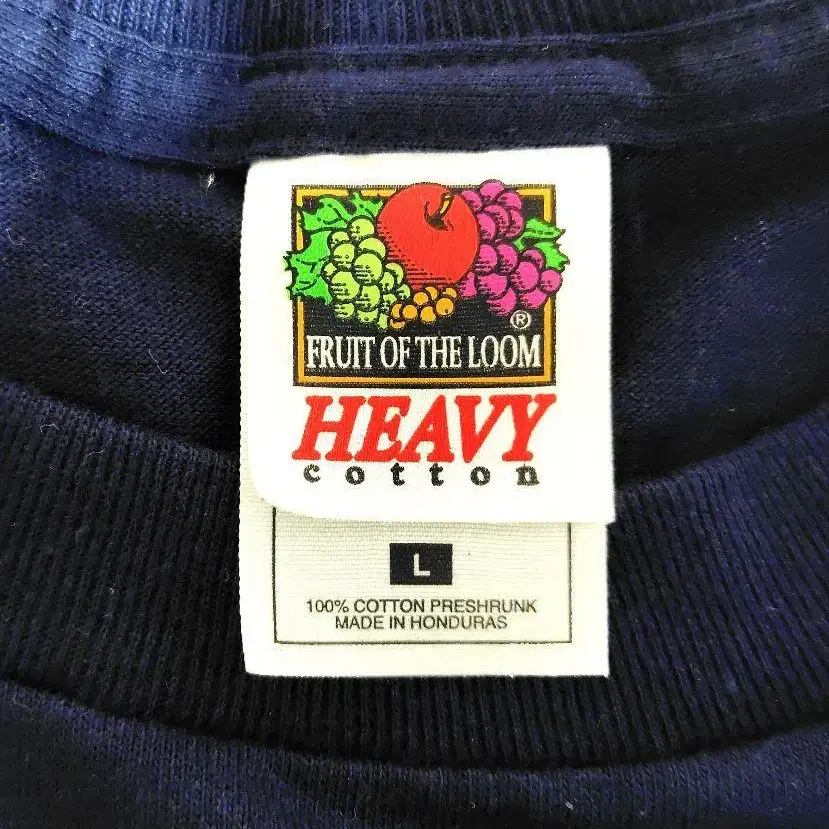 ®
FRUIT OF THE LOOM
HEAVY
cotton
L
100% COTTON PRESHRUNK
MADE IN HONDURAS